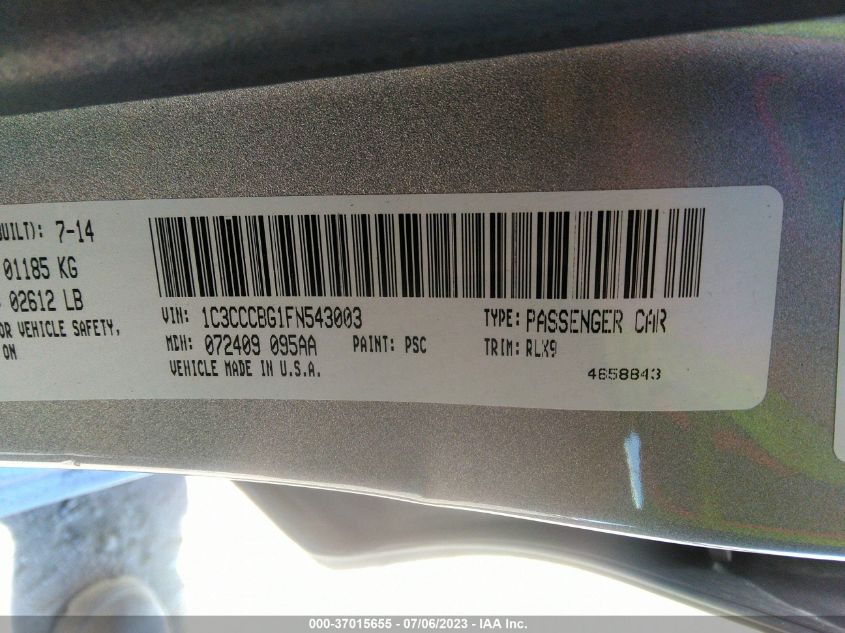 BUILT): 7-14
01185 KG
02612 LB
OR VEHICLE SAFETY,
ON
VIN: 1C3CCCBG1FN543003
TYPE: PASSENGER CAR
MDH: 072409 095AA
PAINT: PSC
TRIM: RLX9
VEHICLE MADE IN U.S.A.
4658843
000-37015655 - 07/06/2023 - IAA Inc.